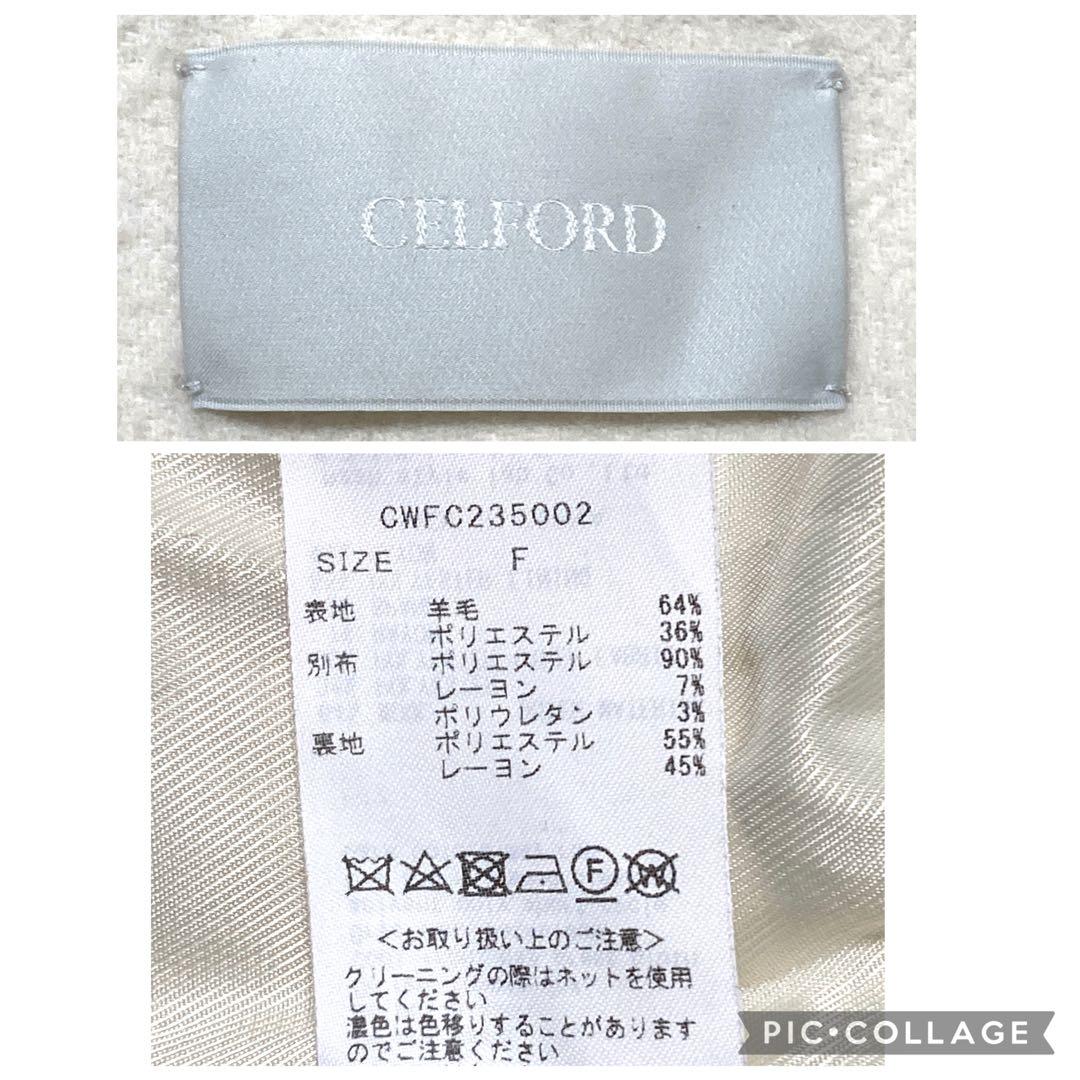 CELFORD
CWFC235002
SIZE F
表地 羊毛 64%
ポリエステル 36%
別布 ポリエステル 90%
レーヨン 7%
ポリウレタン 3%
裏地 ポリエステル 55%
レーヨン 45%
F W
<お取り扱い上のご注意>
クリーニングの際はネットを使用
してください
濃色は色移りすることがあります
のでご注意ください
PIC•COLLAGE